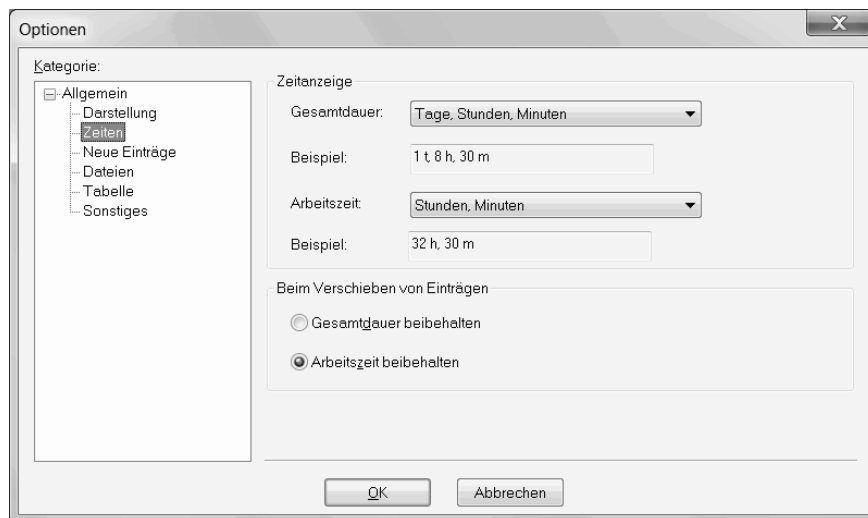 Optionen
Kategorie:
Allgemein
Darstellung
Zeiten
Neue Einträge
Dateien
Tabelle
Sonstiges
Zeitanzeige
Gesamtdauer:
Tage, Stunden, Minuten
Beispiel:
1 t, 8 h, 30 m
Arbeitszeit:
Stunden, Minuten
Beispiel:
32 h, 30 m
Beim Verschieben von Einträgen
Gesamtdauer beibehalten
Arbeitszeit beibehalten
OK
Abbrechen